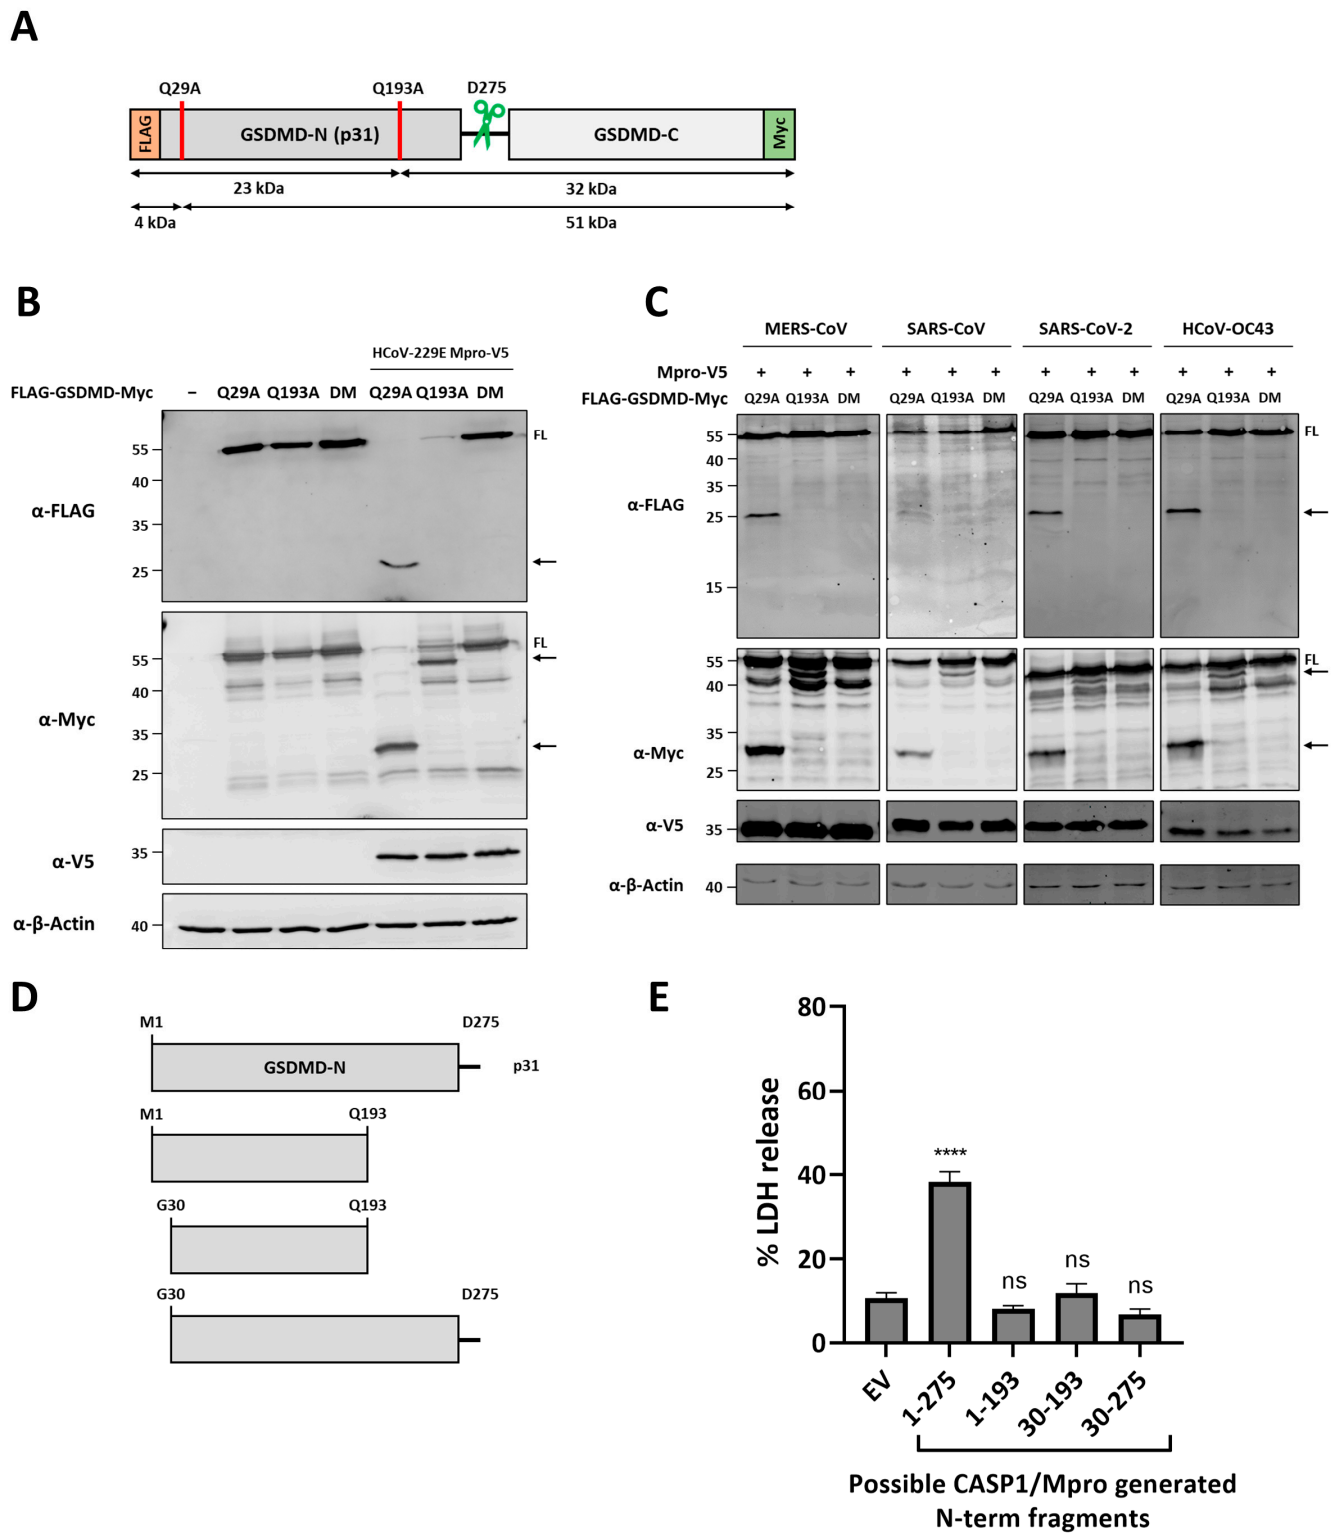 A
Q29A Q193A D275
FLAG GSDMD-N (p31) GSDMD-C Myc
23 kDa 32 kDa
4 kDa 51 kDa
B
HCoV-229E Mpro-V5
FLAG-GSDMD-Myc – Q29A Q193A DM Q29A Q193A DM
α-FLAG
55
40
35
25
FL
α-Myc
55
40
35
25
FL
α-V5
35
α-β-Actin
40
C
MERS-CoV SARS-CoV SARS-CoV-2 HCoV-OC43
Mpro-V5 + + + + + + + + + + + +
FLAG-GSDMD-Myc Q29A Q193A DM Q29A Q193A DM Q29A Q193A DM Q29A Q193A DM
α-FLAG
55
40
35
25
15
FL
α-Myc
55
40
35
25
FL
α-V5
35
α-β-Actin
40
D
M1 D275
GSDMD-N p31
M1 Q193
G30 Q193
G30 D275
E
% LDH release
80
60
40
20
0
****
ns
ns
ns
EV 1-275 1-193 30-193 30-275
Possible CASP1/Mpro generated
N-term fragments